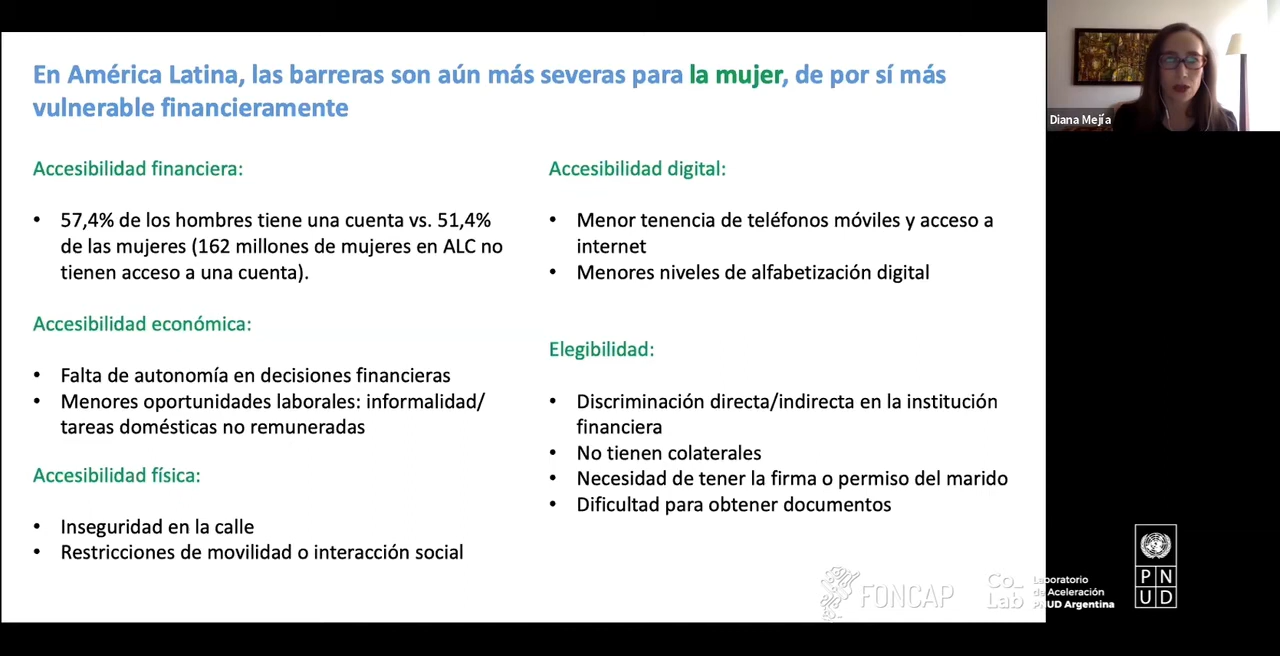 En América Latina, las barreras son aún más severas para la mujer, de por sí más
vulnerable financieramente
Accesibilidad financiera:
• 57,4% de los hombres tiene una cuenta vs. 51,4%
de las mujeres (162 millones de mujeres en ALC no
tienen acceso a una cuenta).
Accesibilidad económica:
• Falta de autonomía en decisiones financieras
• Menores oportunidades laborales: informalidad/
tareas domésticas no remuneradas
Accesibilidad física:
• Inseguridad en la calle
• Restricciones de movilidad o interacción social
Accesibilidad digital:
• Menor tenencia de teléfonos móviles y acceso a
internet
• Menores niveles de alfabetización digital
Elegibilidad:
• Discriminación directa/indirecta en la institución
financiera
• No tienen colaterales
• Necesidad de tener la firma o permiso del marido
• Dificultad para obtener documentos
Diana Mejía
FONCAP
Co_
Lab
Laboratorio
de Aceleración
PNUD Argentina
P N
U D